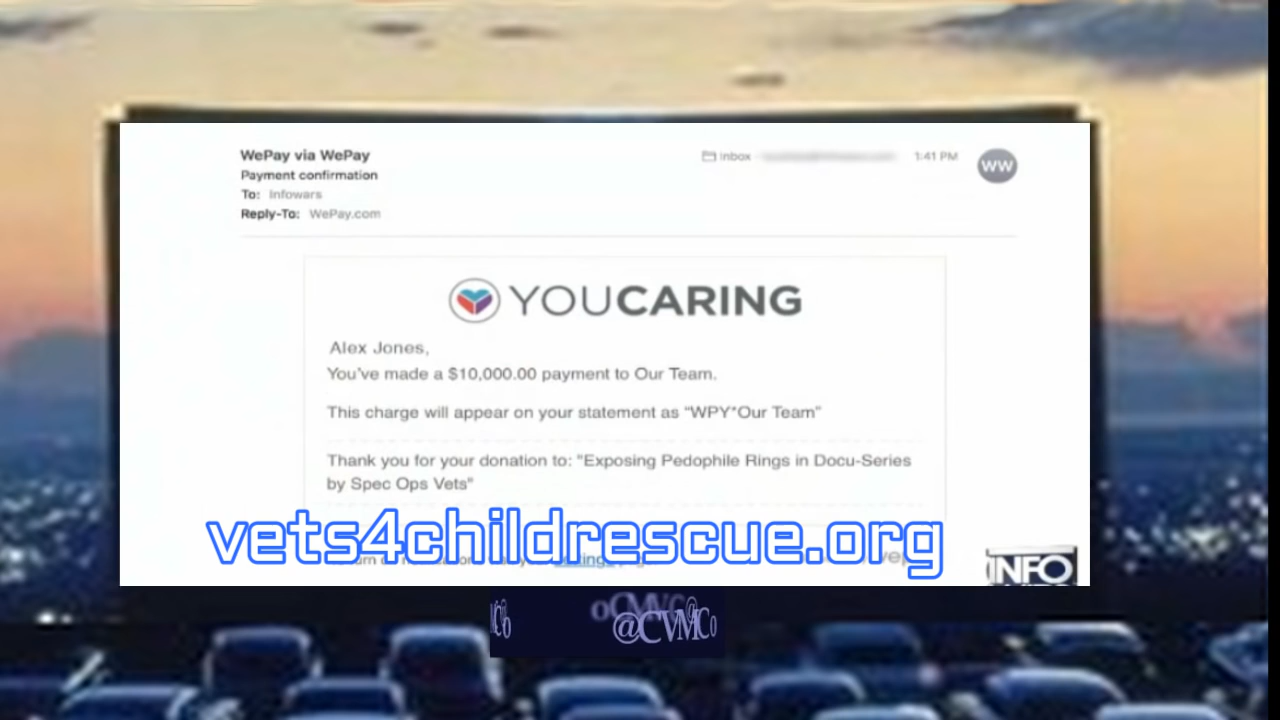 WePay via WePay
Inbox
1:41 PM
WW
Payment confirmation
To: Infowars
Reply-To: WePay.com
YOUCARING
Alex Jones,
You've made a $10,000.00 payment to Our Team.
This charge will appear on your statement as "WPY*Our Team"
Thank you for your donation to: "Exposing Pedophile Rings in Docu-Series
by Spec Ops Vets"
vets4childrescue.org
INFO
@CVMCo